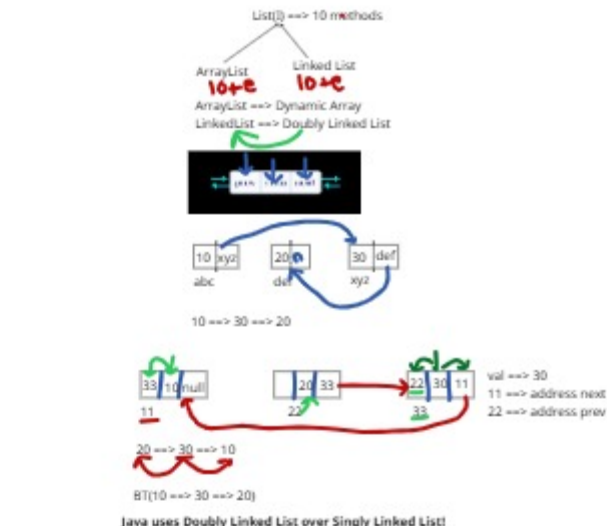 List(I) ==> 10 methods
ArrayList Linked List
10+e 10+e
ArrayList ==> Dynamic Array
LinkedList ==> Doubly Linked List
10 xyz 20 30 def
abc def xyz
10 ==> 30 ==> 20
33 10 null 20 33 22 30 11
11 22 33
val ==> 30
11 ==> address next
22 ==> address prev
20 ==> 30 ==> 10
BT(10 ==> 30 ==> 20)
Java uses Doubly Linked List over Singly Linked List!